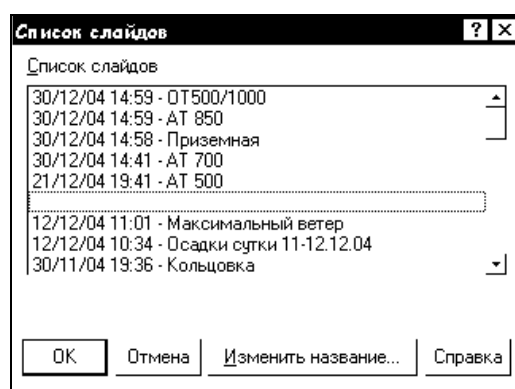 Список слайдов
? ×
Список слайдов
30/12/04 14:59 - ОТ500/1000
30/12/04 14:59 - АТ 850
30/12/04 14:58 - Приземная
30/12/04 14:41 - АТ 700
21/12/04 19:41 - АТ 500
12/12/04 11:01 - Максимальный ветер
12/12/04 10:34 - Осадки сутки 11-12.12.04
30/11/04 19:36 - Кольцовка
OK Отмена Изменить название... Справка